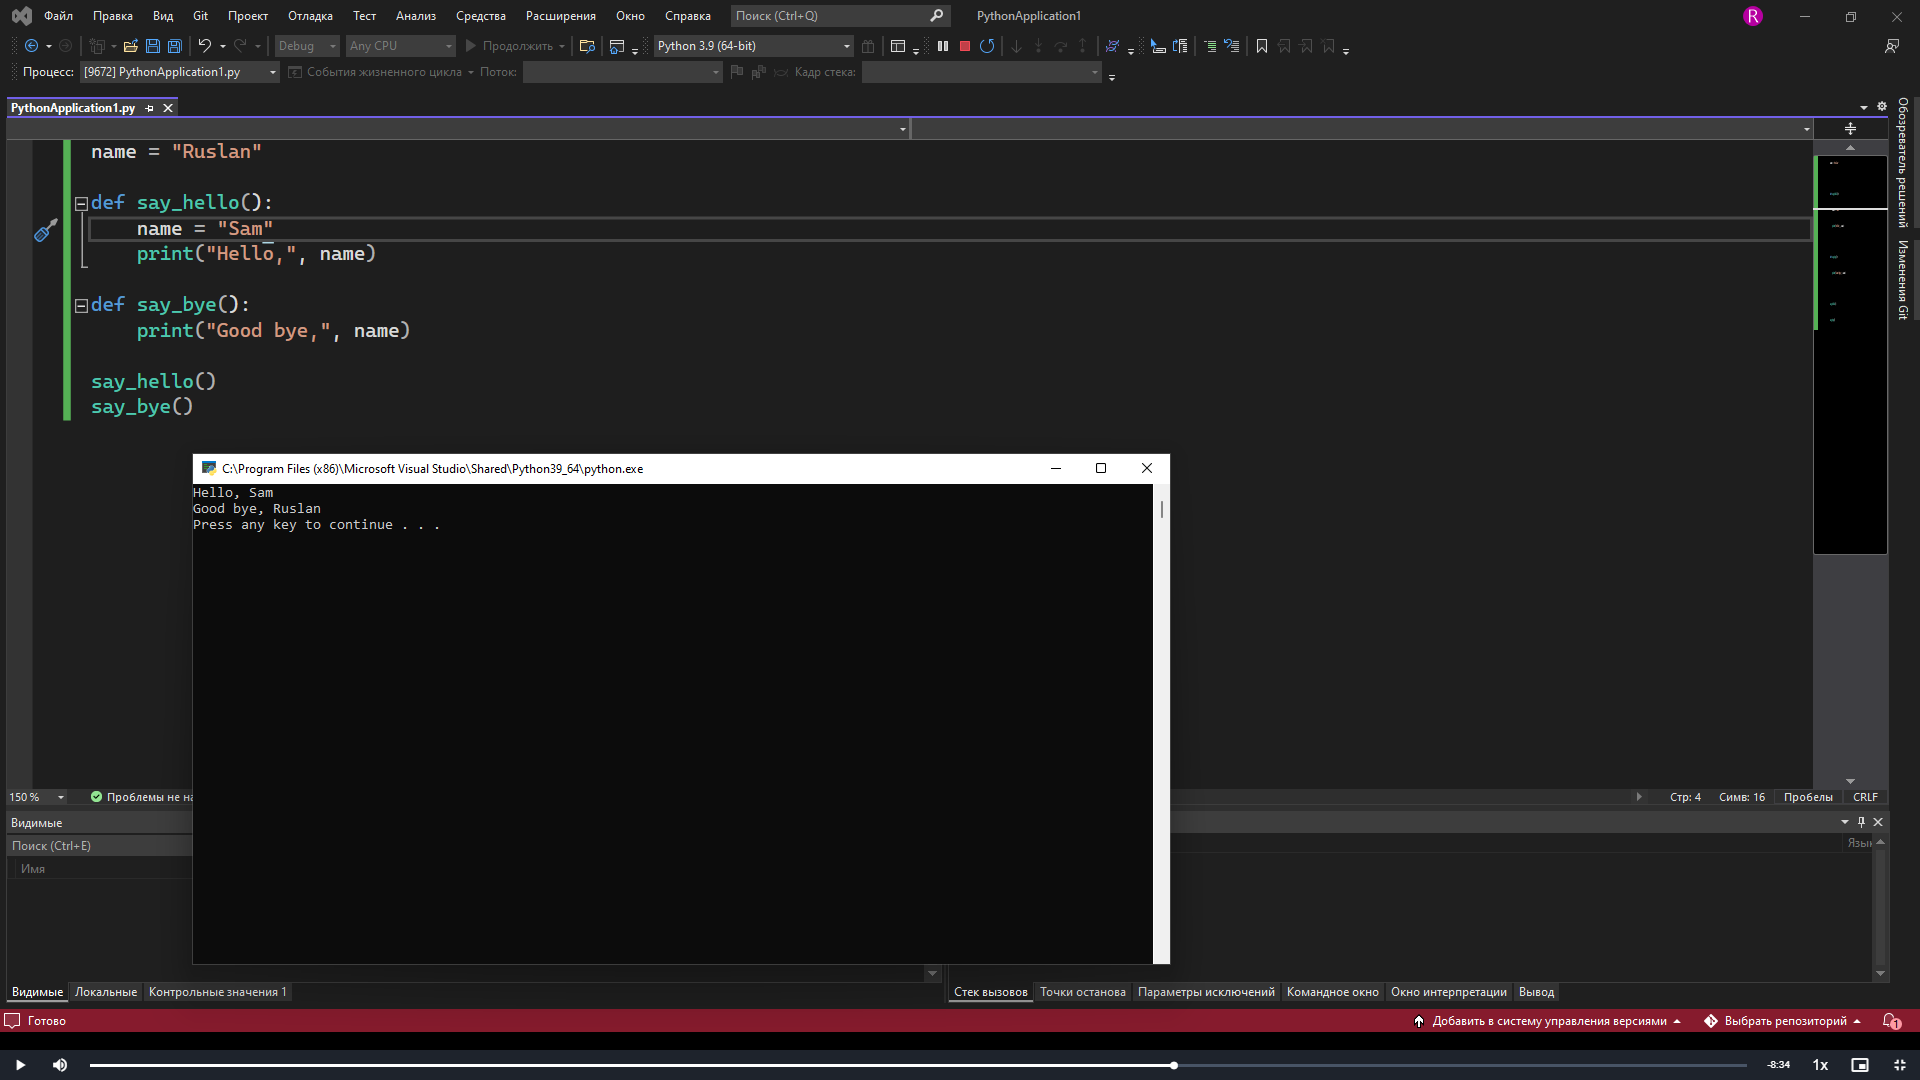 Файл Правка Вид Git Проект Отладка Тест Анализ Средства Расширения Окно Справка Поиск (Ctrl+Q) PythonApplication1 R
Debug Any CPU Продолжить Python 3.9 (64-bit)
Процесс: [9672] PythonApplication1.py События жизненного цикла Поток: Кадр стека:
PythonApplication1.py
Обозреватель решений
Изменения Git
name = "Ruslan"
def say_hello():
name = "Sam"
print("Hello,", name)
def say_bye():
print("Good bye,", name)
say_hello()
say_bye()
C:\Program Files (x86)\Microsoft Visual Studio\Shared\Python39_64\python.exe
Hello, Sam
Good bye, Ruslan
Press any key to continue . . .
150 % Проблемы не на Стр: 4 Симв: 16 Пробелы CRLF
Видимые
Поиск (Ctrl+E)
Язык
Имя
Видимые Локальные Контрольные значения 1 Стек вызовов Точки останова Параметры исключений Командное окно Окно интерпретации Вывод
Готово Добавить в систему управления версиями Выбрать репозиторий 1
-8:34 1x